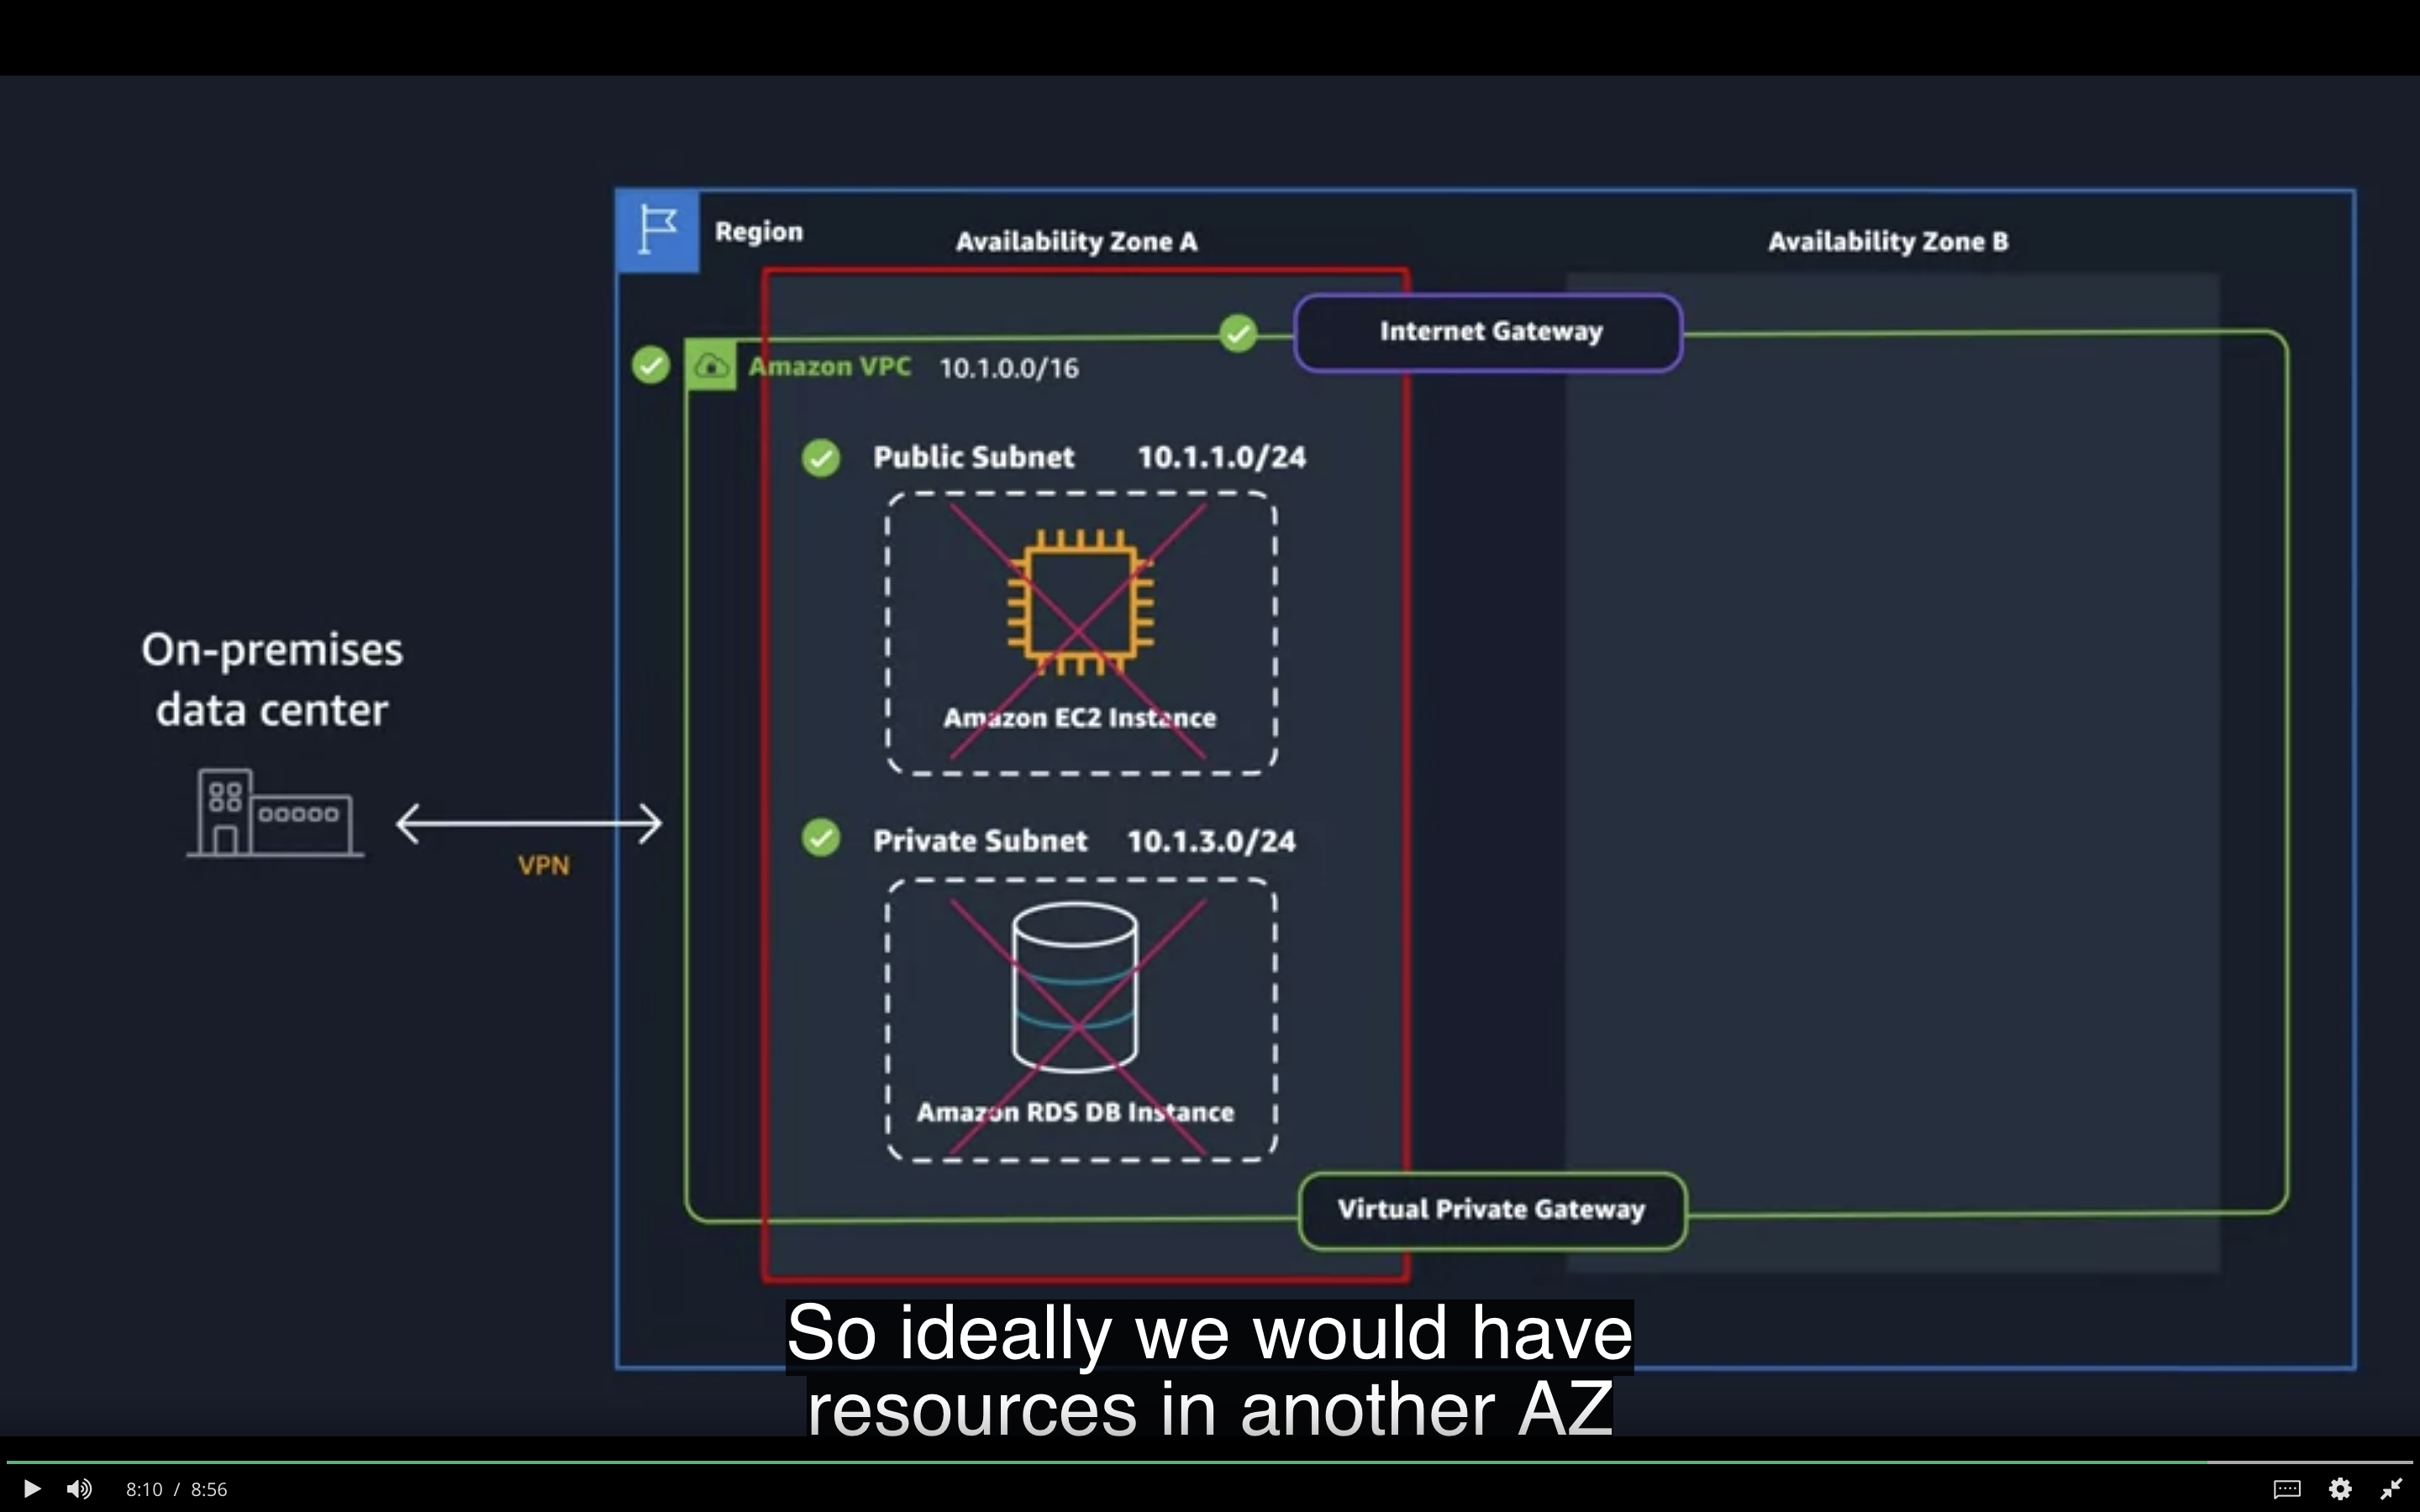 Region
Availability Zone A
Availability Zone B
Internet Gateway
Amazon VPC 10.1.0.0/16
Public Subnet 10.1.1.0/24
Amazon EC2 Instance
On-premises
data center
VPN
Private Subnet 10.1.3.0/24
Amazon RDS DB Instance
Virtual Private Gateway
So ideally we would have
resources in another AZ
8:10 / 8:56